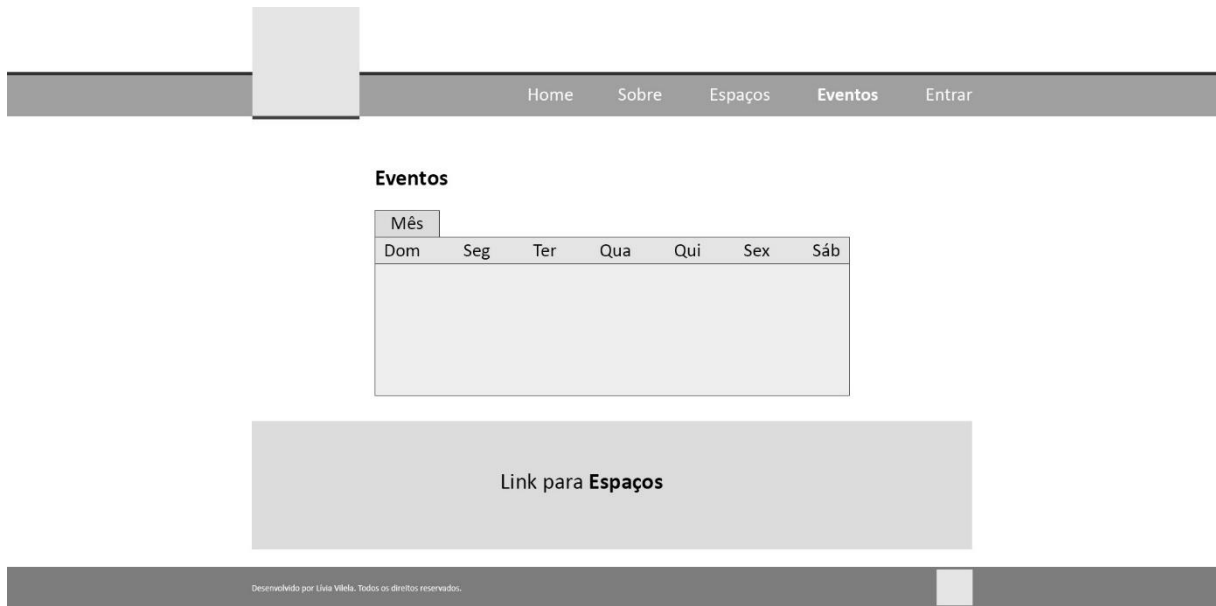 Home Sobre Espaços Eventos Entrar
Eventos
Mês
Dom Seg Ter Qua Qui Sex Sáb
Link para Espaços
Desenvolvido por Lívia Vilela. Todos os direitos reservados.